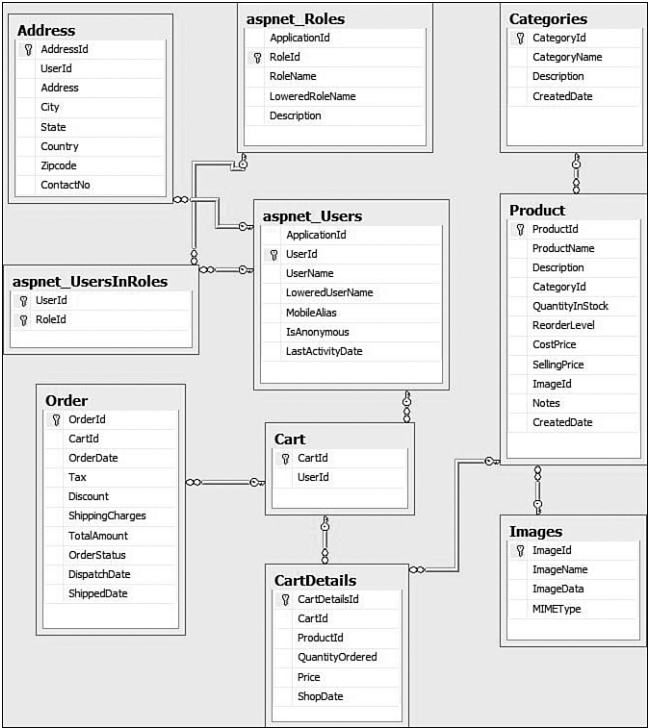 Address
AddressId
UserId
Address
City
State
Country
Zipcode
ContactNo
aspnet_Roles
ApplicationId
RoleId
RoleName
LoweredRoleName
Description
Categories
CategoryId
CategoryName
Description
CreatedDate
aspnet_UsersInRoles
UserId
RoleId
aspnet_Users
ApplicationId
UserId
UserName
LoweredUserName
MobileAlias
IsAnonymous
LastActivityDate
Product
ProductId
ProductName
Description
CategoryId
QuantityInStock
ReorderLevel
CostPrice
SellingPrice
ImageId
Notes
CreatedDate
Order
OrderId
CartId
OrderDate
Tax
Discount
ShippingCharges
TotalAmount
OrderStatus
DispatchDate
ShippedDate
Cart
CartId
UserId
CartDetails
CartDetailsId
CartId
ProductId
QuantityOrdered
Price
ShopDate
Images
ImageId
ImageName
ImageData
MIMEType